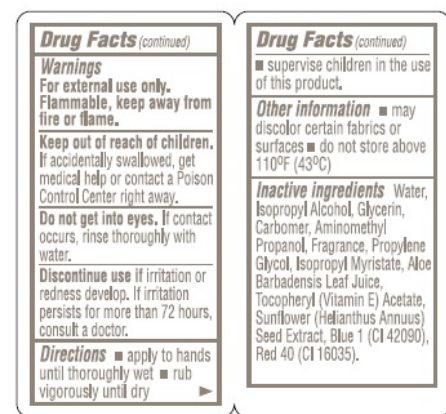 Drug Facts (continued)
Warnings
For external use only.
Flammable, keep away from
fire or flame.
Keep out of reach of children.
If accidentally swallowed, get
medical help or contact a Poison
Control Center right away.
Do not get into eyes. If contact
occurs, rinse thoroughly with
water.
Discontinue use if irritation or
redness develop. If irritation
persists for more than 72 hours,
consult a doctor.
Directions ■ apply to hands
until thoroughly wet ■ rub
vigorously until dry
Drug Facts (continued)
■ supervise children in the use
of this product.
Other information ■ may
discolor certain fabrics or
surfaces ■ do not store above
110ºF (43ºC)
Inactive ingredients Water,
Isopropyl Alcohol, Glycerin,
Carbomer, Aminomethyl
Propanol, Fragrance, Propylene
Glycol, Isopropyl Myristate, Aloe
Barbadensis Leaf Juice,
Tocopheryl (Vitamin E) Acetate,
Sunflower (Helianthus Annuus)
Seed Extract, Blue 1 (CI 42090),
Red 40 (CI 16035).